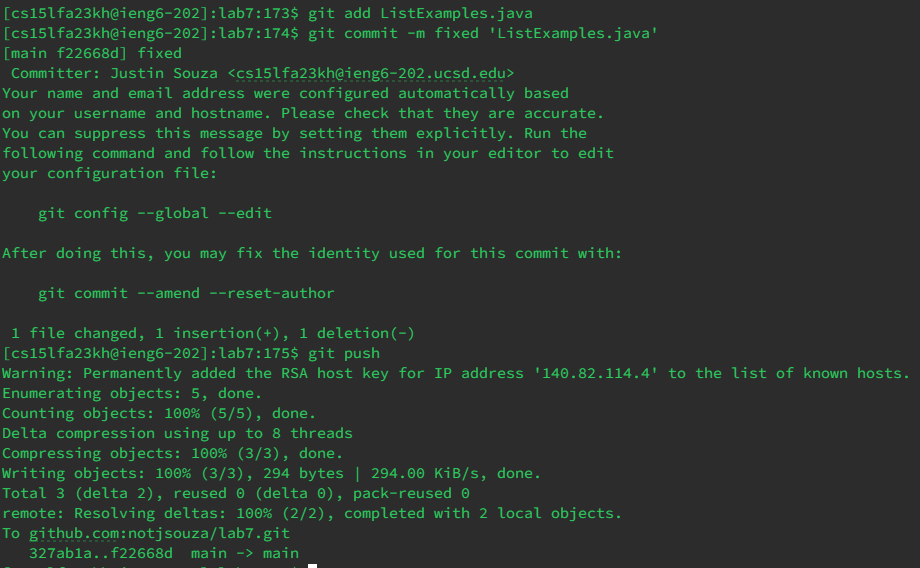 [cs15lfa23kh@ieng6-202]:lab7:173$ git add ListExamples.java
[cs15lfa23kh@ieng6-202]:lab7:174$ git commit -m fixed 'ListExamples.java'
[main f22668d] fixed
 Committer: Justin Souza <cs15lfa23kh@ieng6-202.ucsd.edu>
Your name and email address were configured automatically based
on your username and hostname. Please check that they are accurate.
You can suppress this message by setting them explicitly. Run the
following command and follow the instructions in your editor to edit
your configuration file:

    git config --global --edit

After doing this, you may fix the identity used for this commit with:

    git commit --amend --reset-author

 1 file changed, 1 insertion(+), 1 deletion(-)
[cs15lfa23kh@ieng6-202]:lab7:175$ git push
Warning: Permanently added the RSA host key for IP address '140.82.114.4' to the list of known hosts.
Enumerating objects: 5, done.
Counting objects: 100% (5/5), done.
Delta compression using up to 8 threads
Compressing objects: 100% (3/3), done.
Writing objects: 100% (3/3), 294 bytes | 294.00 KiB/s, done.
Total 3 (delta 2), reused 0 (delta 0), pack-reused 0
remote: Resolving deltas: 100% (2/2), completed with 2 local objects.
To github.com:notjsouza/lab7.git
   327ab1a..f22668d  main -> main